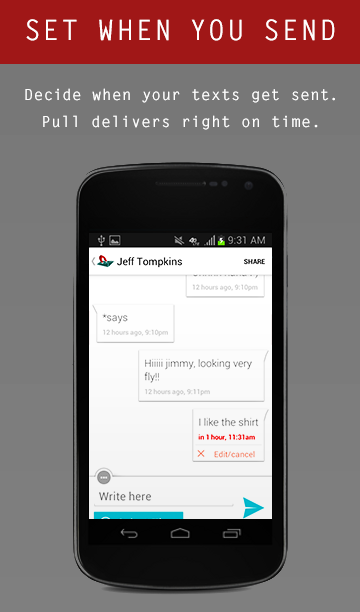 SET WHEN YOU SEND
Decide when your texts get sent.
Pull delivers right on time.
9:31 AM
Jeff Tompkins
SHARE
12 hours ago, 9:10pm
*says
12 hours ago, 9:10pm
Hiiiii jimmy, looking very
fly!!
12 hours ago, 9:11pm
I like the shirt
in 1 hour, 11:31am
× Edit/cancel
Write here